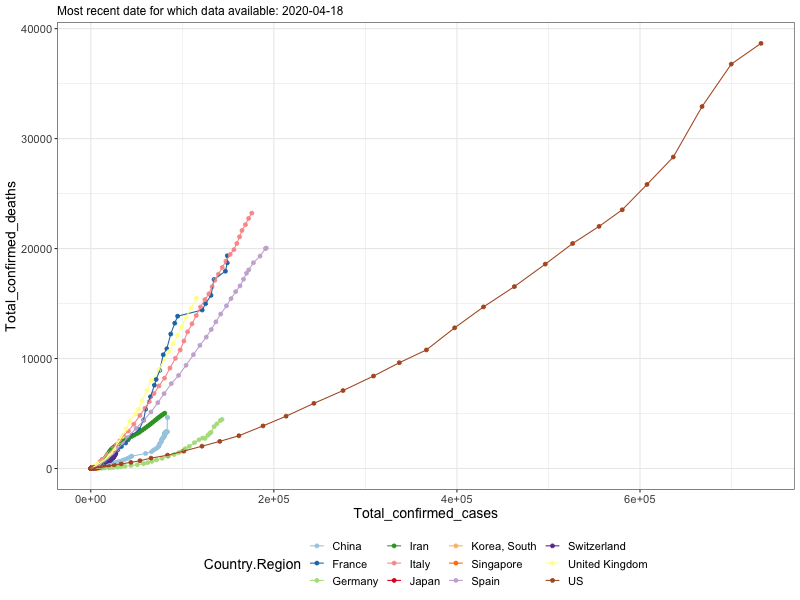 Most recent date for which data available: 2020-04-18
Total_confirmed_deaths
40000
30000
20000
10000
0
0e+00 2e+05 4e+05 6e+05
Total_confirmed_cases
Country.Region
China Iran Korea, South Switzerland
France Italy Singapore United Kingdom
Germany Japan Spain US